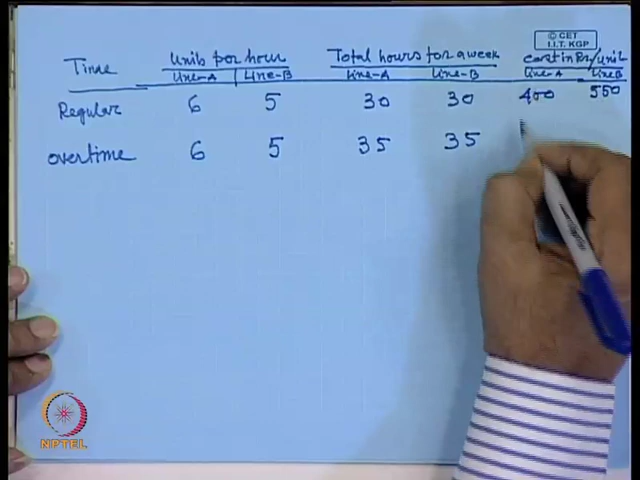 © CET
I.I.T. KGP
Time Units per hour Total hours for a week cost in Rs/unit
Line-A Line-B Line-A Line-B Line A Line B
Regular 6 5 30 30 400 550
overtime 6 5 35 35
NPTEL